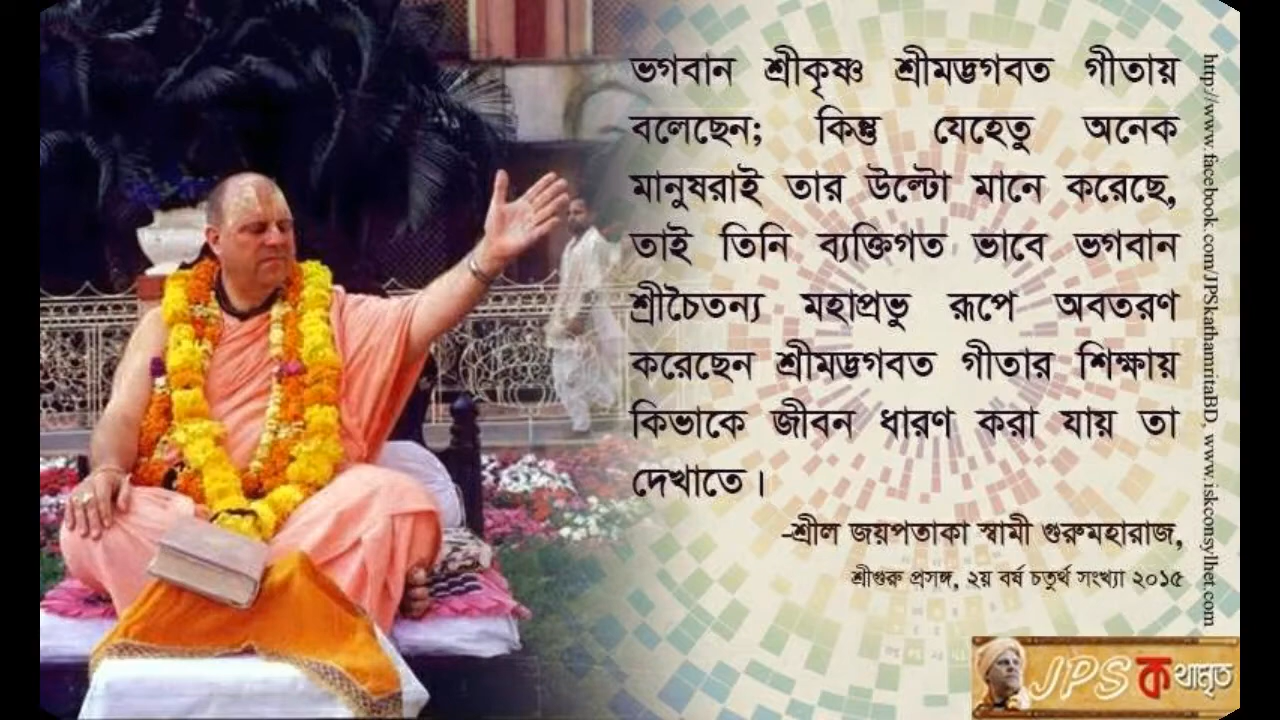 ভগবান শ্রীকৃষ্ণ শ্রীমদ্ভগবত গীতায়
বলেছেন; কিন্তু যেহেতু অনেক
মানুষরাই তার উল্টো মানে করেছে,
তাই তিনি ব্যক্তিগত ভাবে ভগবান
শ্রীচৈতন্য মহাপ্রভু রূপে অবতরণ
করেছেন শ্রীমদ্ভগবত গীতার শিক্ষায়
কিভাকে জীবন ধারণ করা যায় তা
দেখাতে।
-শ্রীল জয়পতাকা স্বামী গুরুমহারাজ,
শ্রীগুরু প্রসঙ্গ, ২য় বর্ষ চতুর্থ সংখ্যা ২০১৫
http://www.facebook.com/JPSkathamritaBD, www.iskconsylhet.com
JPS কথামৃত